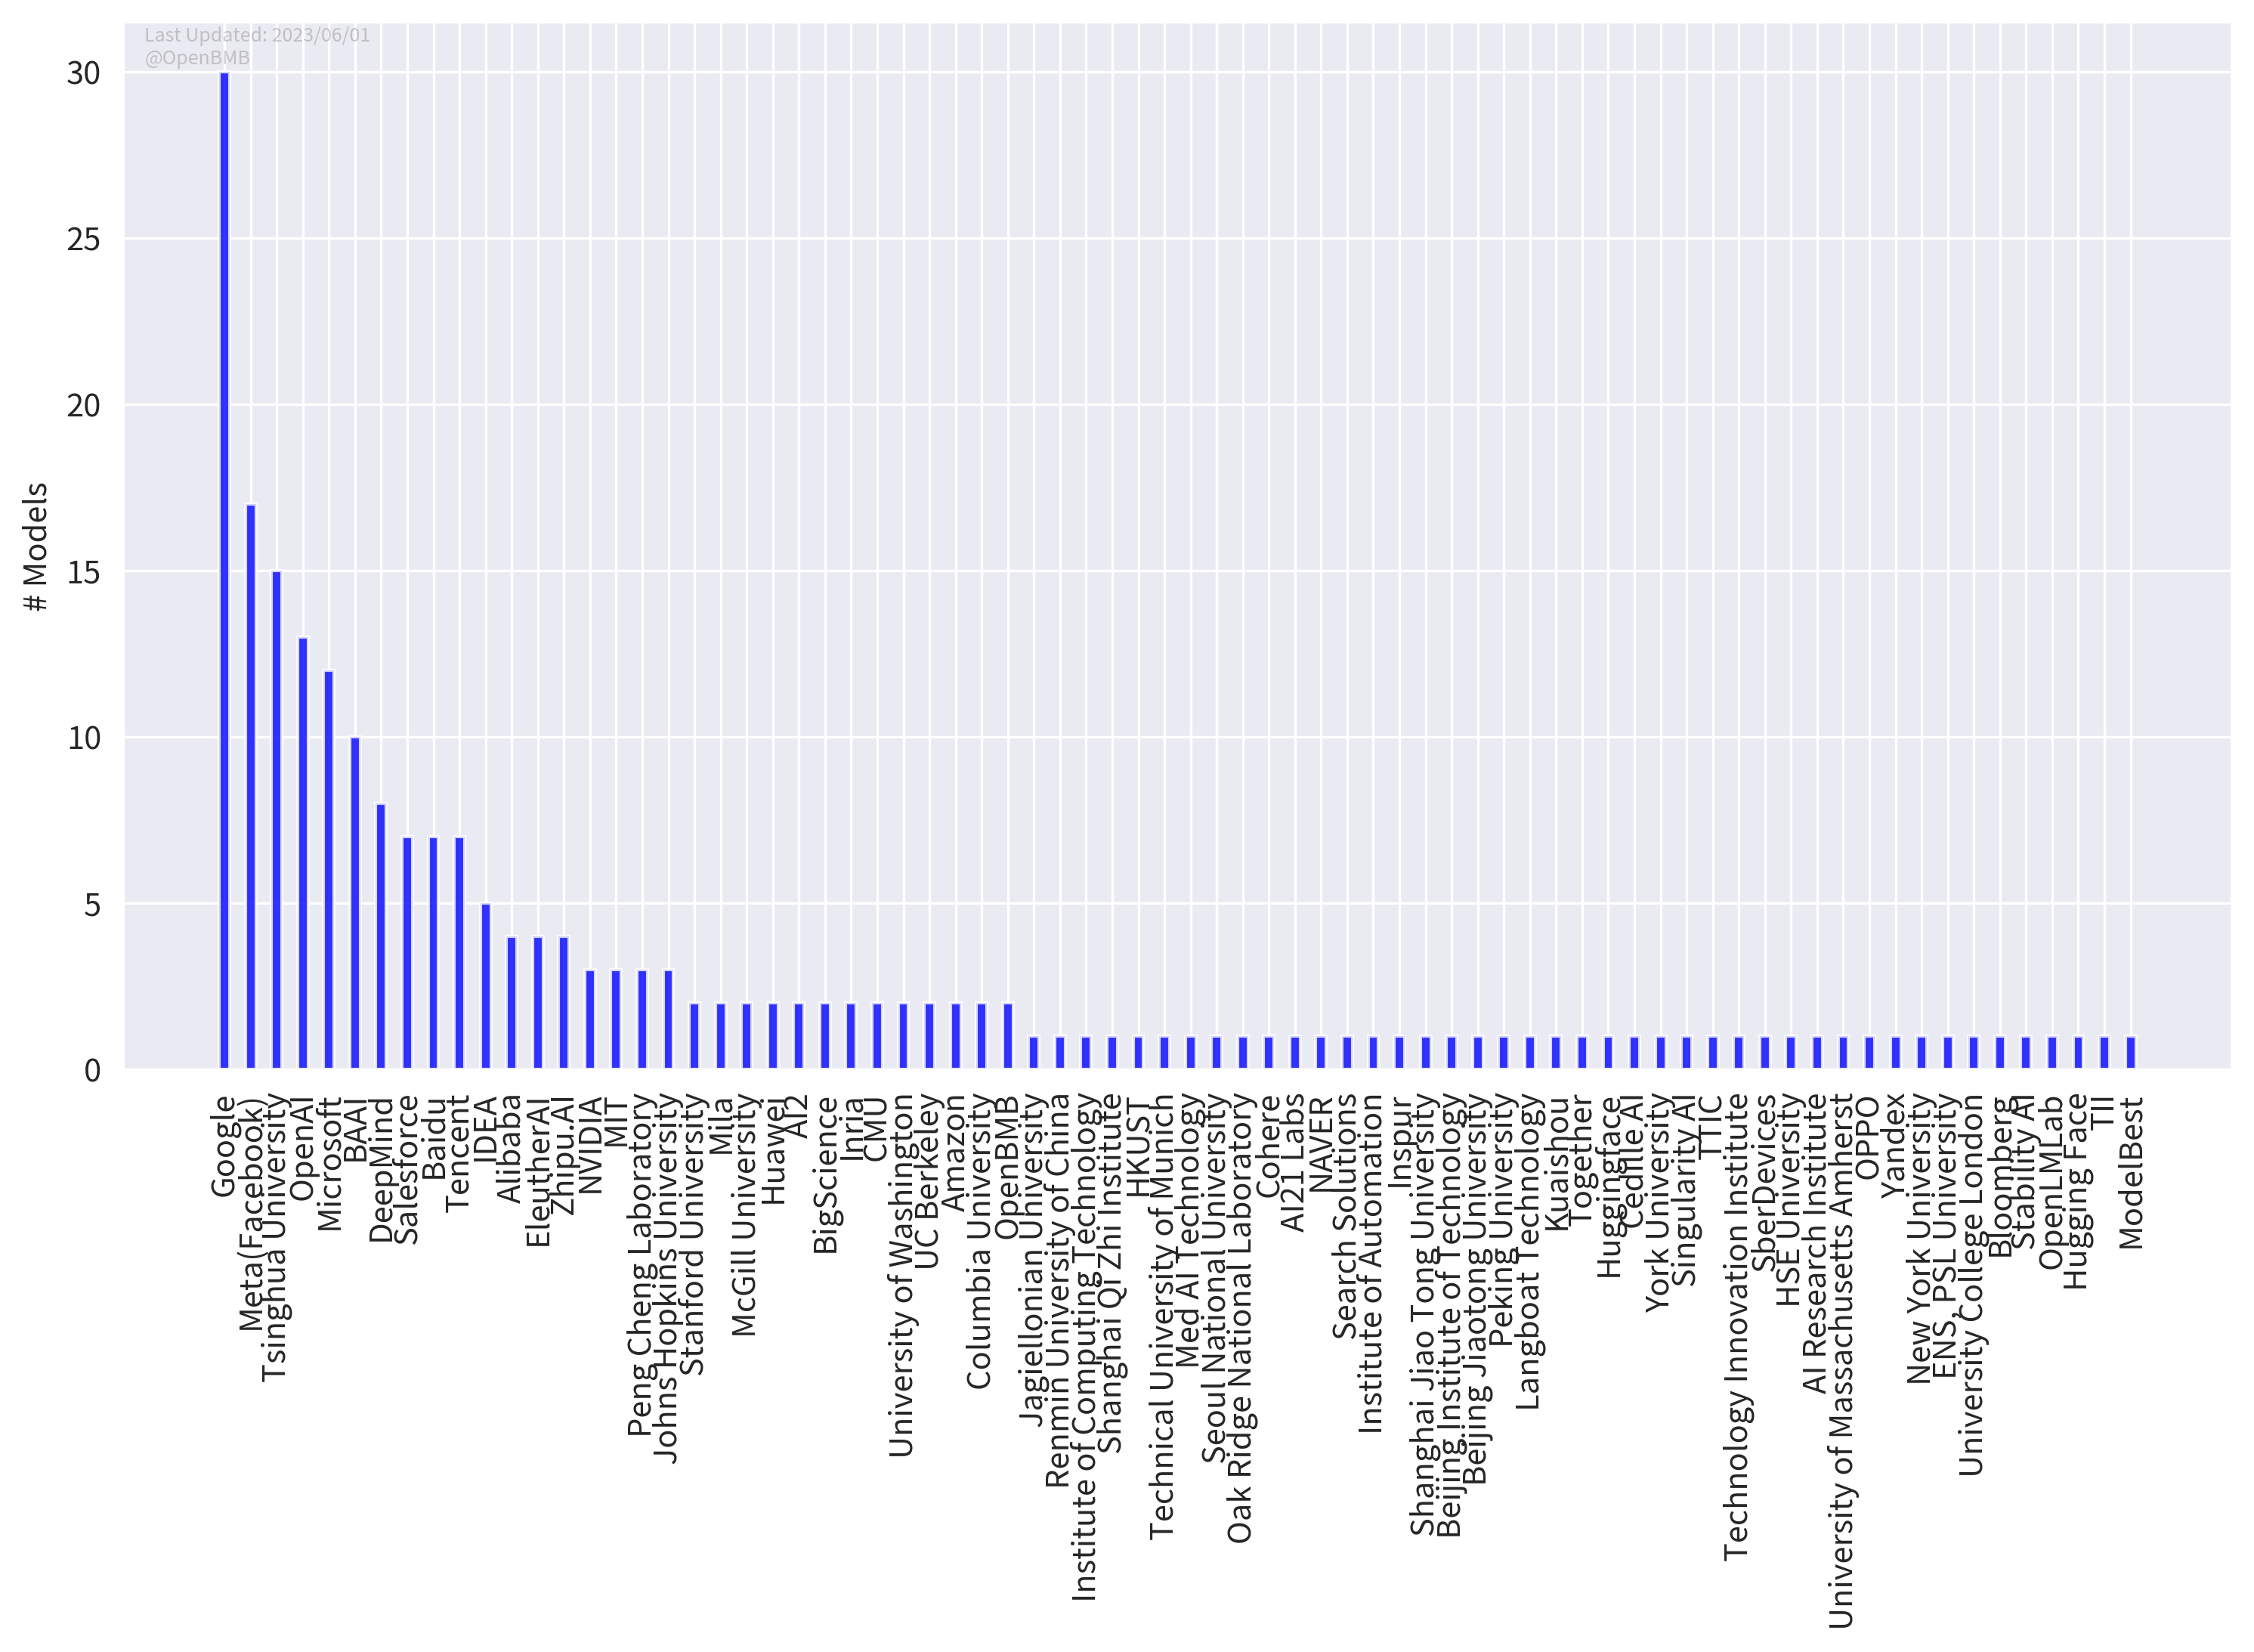 Last Updated: 2023/06/01
@OpenBMB
30
25
20
15
10
5
0
# Models
Google
Meta(Facebook)
Tsinghua University
OpenAI
Microsoft
BAAI
DeepMind
Salesforce
Baidu
Tencent
IDEA
Alibaba
EleutherAI
Zhipu.AI
NVIDIA
MIT
Peng Cheng Laboratory
Johns Hopkins University
Stanford University
Mila
McGill University
Huawei
AI2
BigScience
Inria
CMU
University of Washington
UC Berkeley
Amazon
Columbia University
OpenBMB
Jagiellonian University
Renmin University of China
Institute of Computing Technology
Shanghai Qi Zhi Institute
HKUST
Technical University of Munich
Med AI Technology
Seoul National University
Oak Ridge National Laboratory
Cohere
AI21 Labs
NAVER
Search Solutions
Institute of Automation
Inspur
Shanghai Jiao Tong University
Beijing Institute of Technology
Beijing Jiaotong University
Peking University
Langboat Technology
Kuaishou
Together
Huggingface
Cedille AI
York University
Singularity AI
TTIC
Technology Innovation Institute
SberDevices
HSE University
AI Research Institute
University of Massachusetts Amherst
OPPO
Yandex
New York University
ENS, PSL University
University College London
Bloomberg
Stability AI
OpenLMLab
Hugging Face
TII
ModelBest